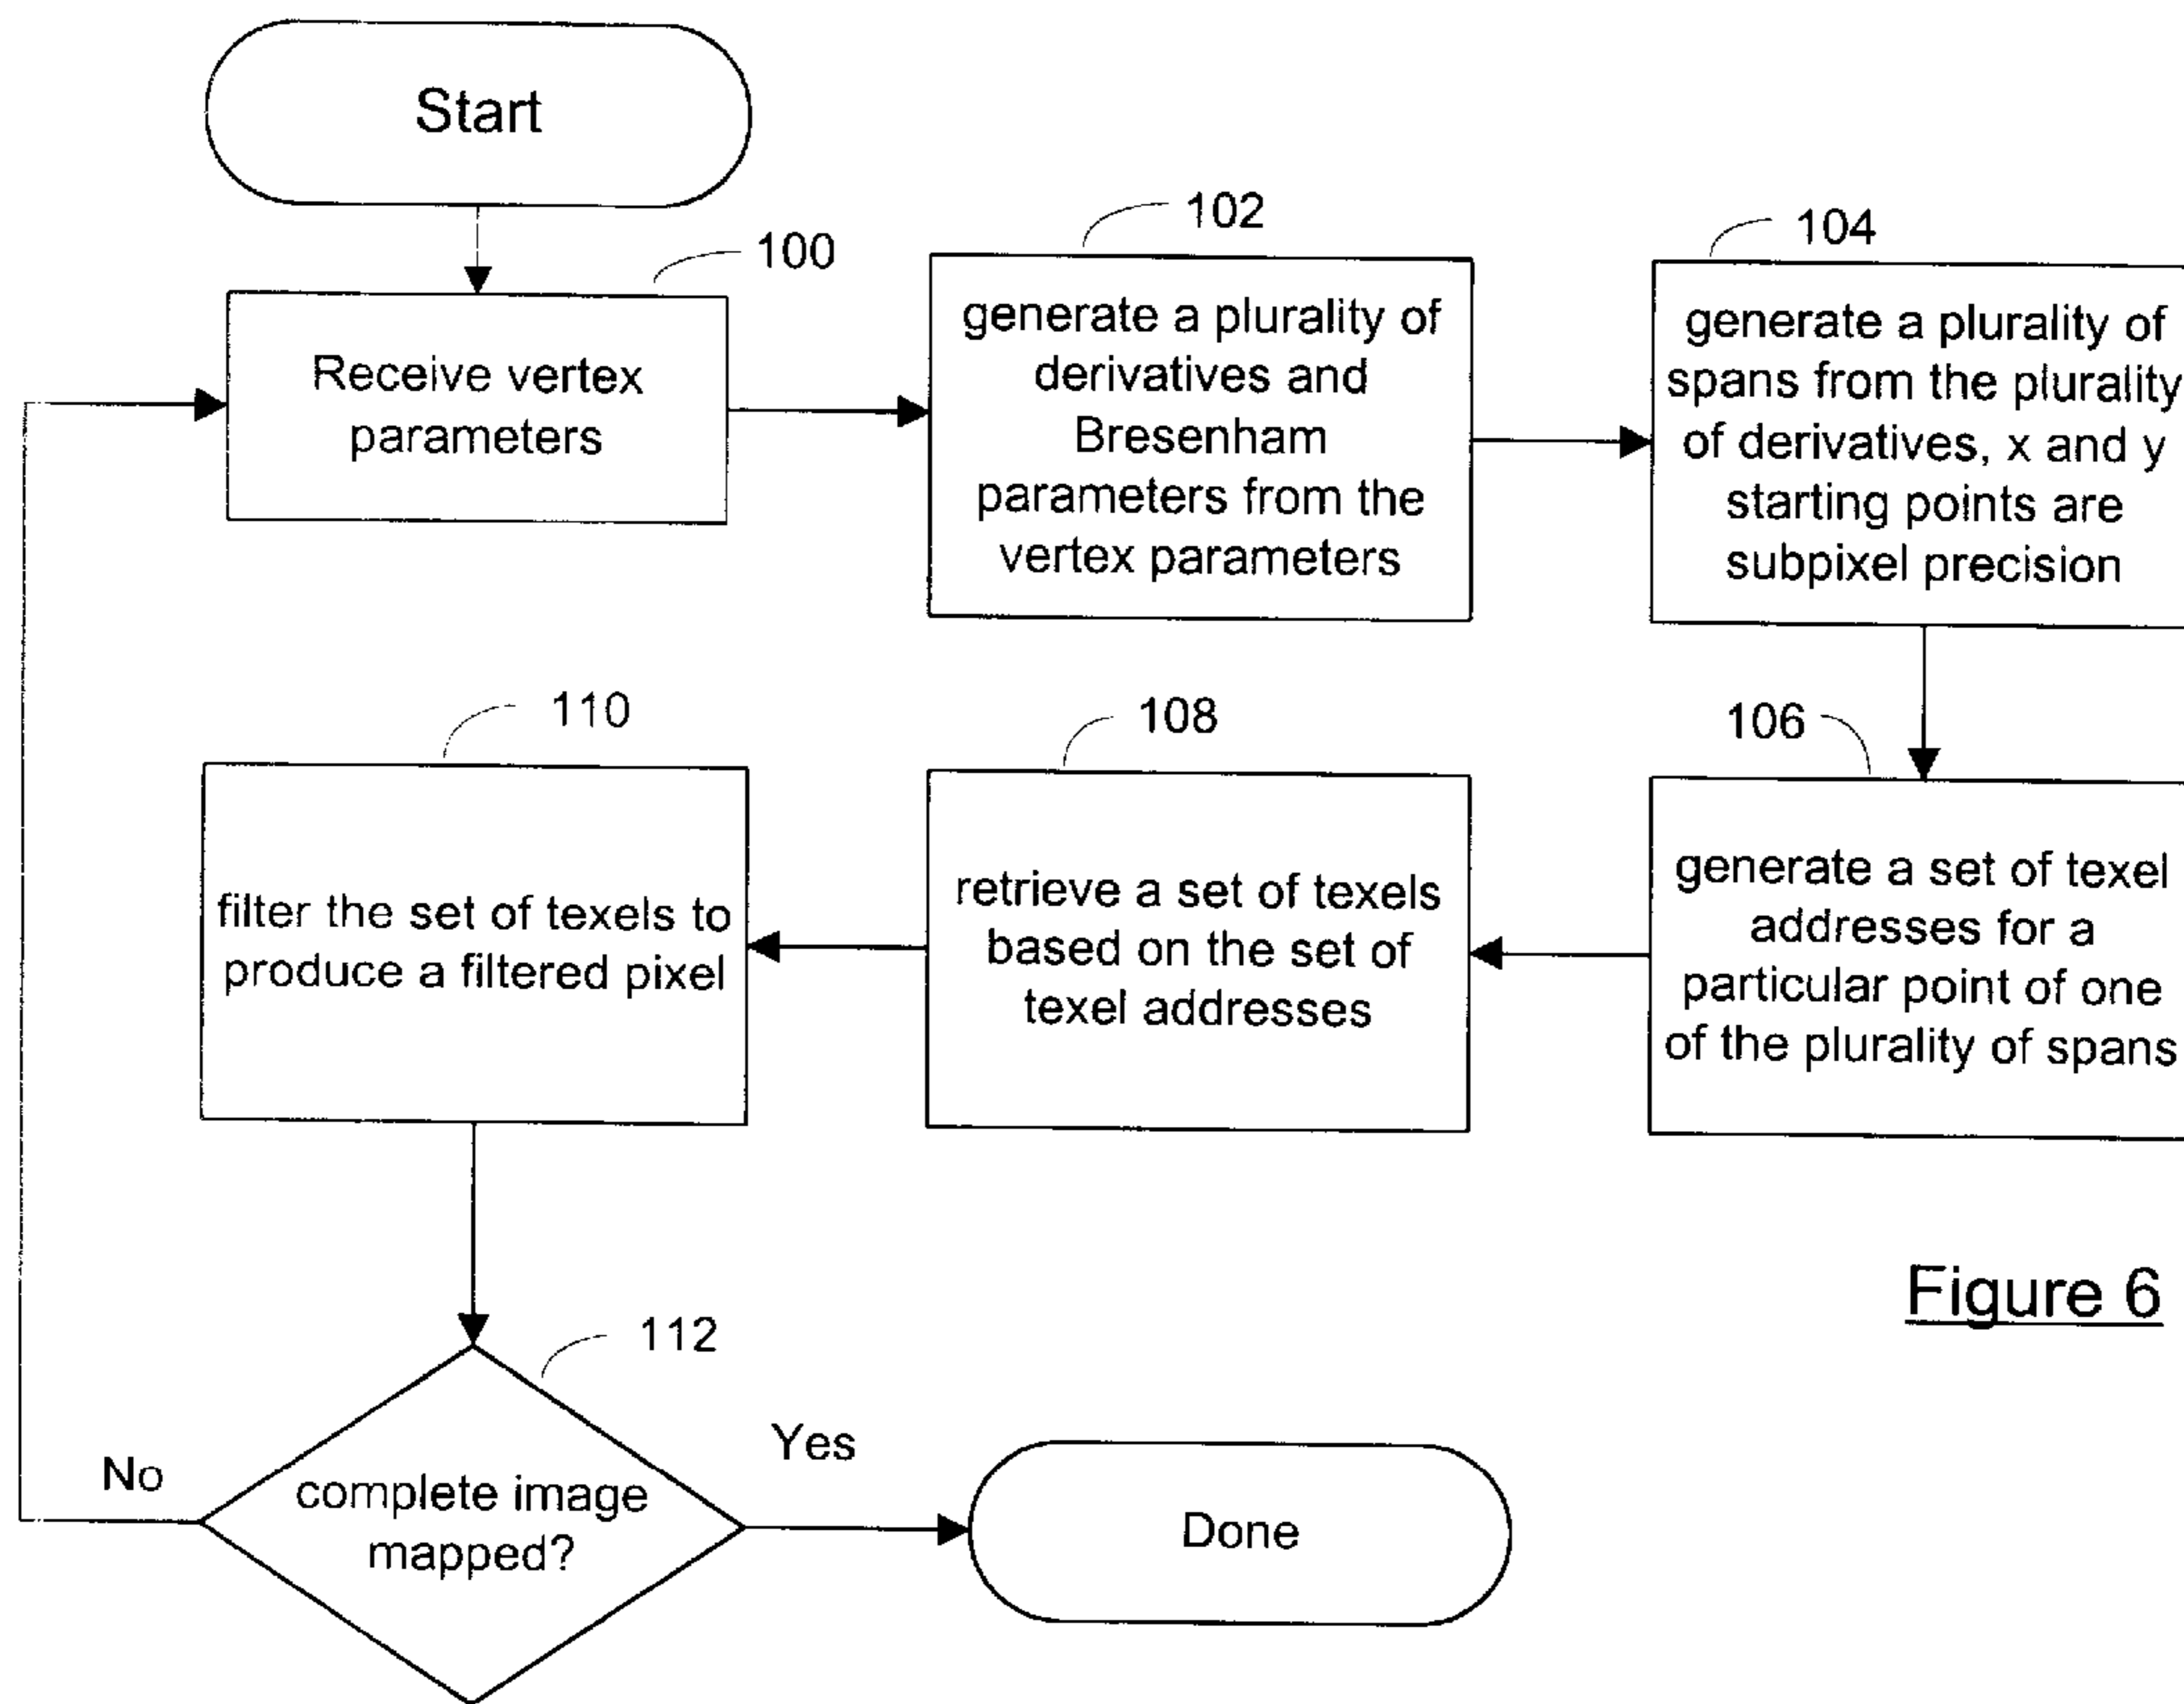 Start
100
Receive vertex
parameters
102
generate a plurality of
derivatives and
Bresenham
parameters from the
vertex parameters
104
generate a plurality of
spans from the plurality
of derivatives, x and y
starting points are
subpixel precision
106
generate a set of texel
addresses for a
particular point of one
of the plurality of spans
108
retrieve a set of texels
based on the set of
texel addresses
110
filter the set of texels to
produce a filtered pixel
112
complete image
mapped?
No
Yes
Done
Figure 6